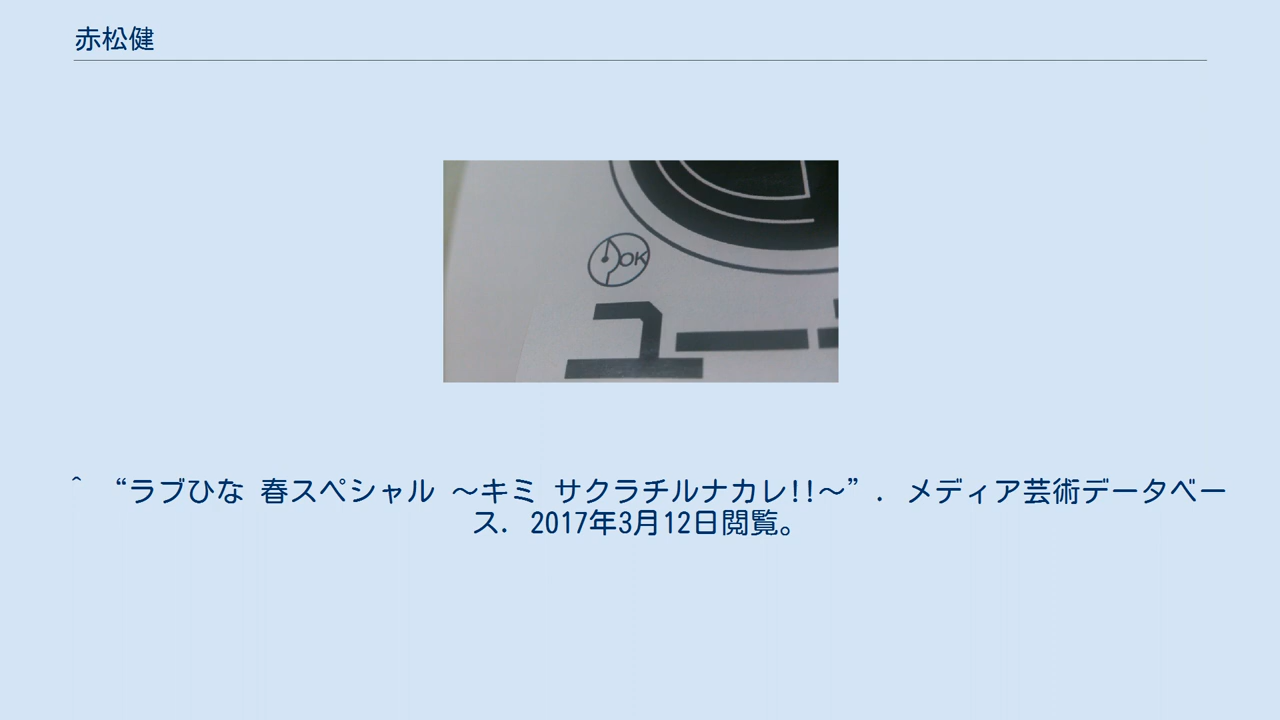 赤松健
OK
ユー
^ “ラブひな 春スペシャル ～キミ サクラチルナカレ!!～”. メディア芸術データベー
ス. 2017年3月12日閲覧。